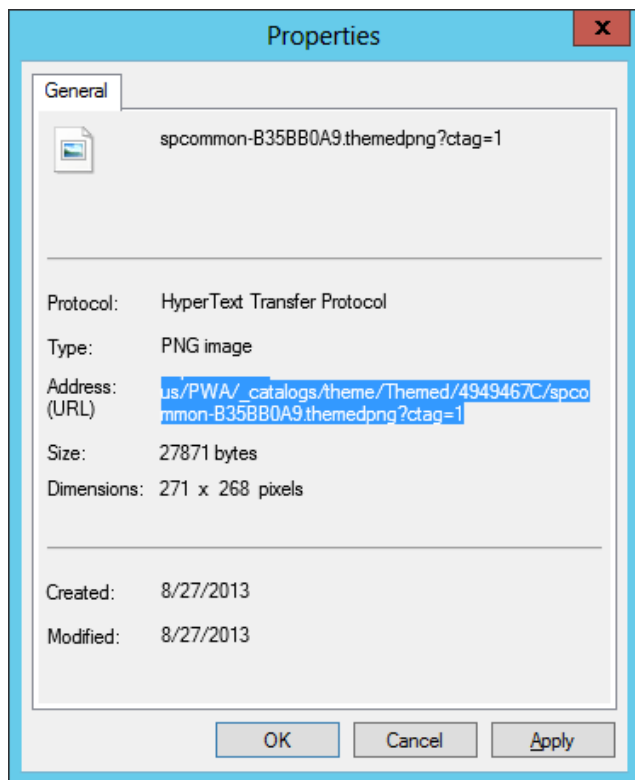 Properties
x
General
spcommon-B35BB0A9.themedpng?ctag=1
Protocol: HyperText Transfer Protocol
Type: PNG image
Address: us/PWA/_catalogs/theme/Themed/4949467C/spco
(URL) mmon-B35BB0A9.themedpng?ctag=1
Size: 27871 bytes
Dimensions: 271 x 268 pixels
Created: 8/27/2013
Modified: 8/27/2013
OK Cancel Apply